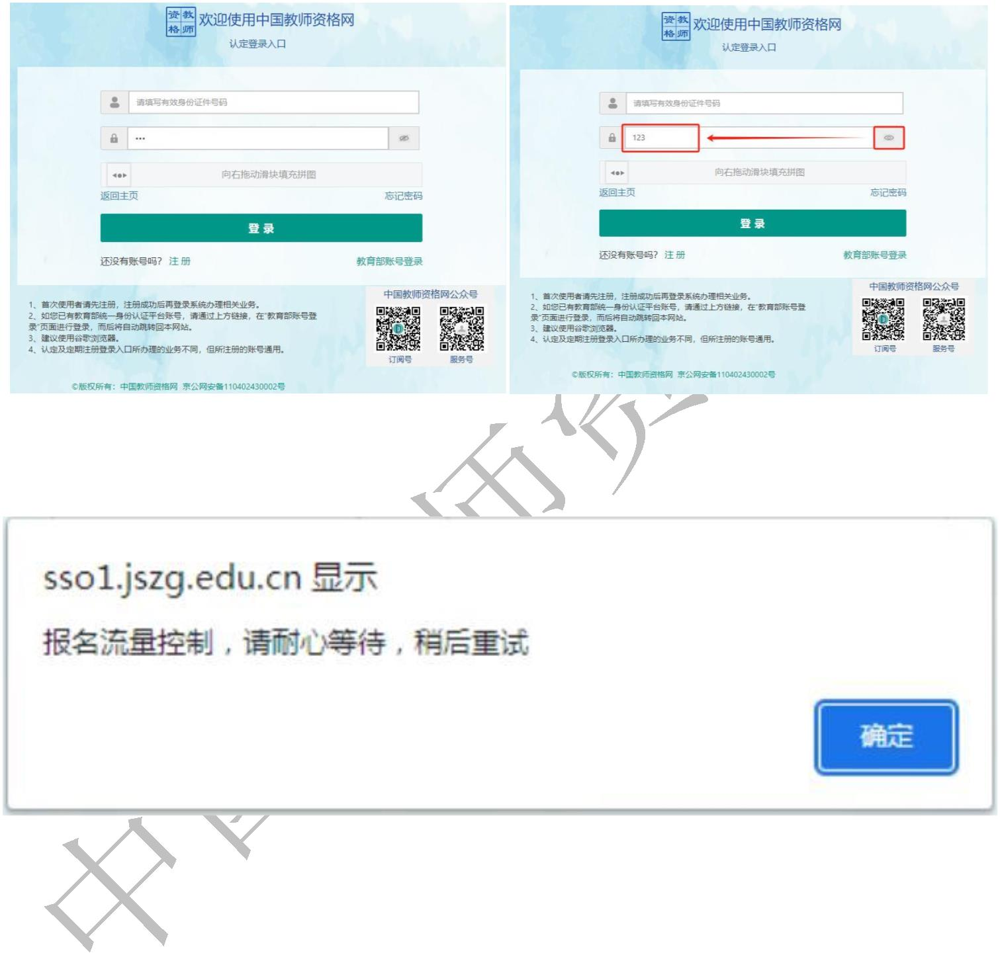 资教
格师
欢迎使用中国教师资格网
认定登录入口
请填写有效身份证件号码
•••
向右拖动滑块填充拼图
返回主页 忘记密码
登 录
还没有账号吗？ 注 册 教育部账号登录
1、首次使用者请先注册，注册成功后再登录系统办理相关业务。
2、如您已有教育部统一身份认证平台账号，请通过上方链接，在“教育部账号登
录”页面进行登录，而后将自动跳转回本网站。
3、建议使用谷歌浏览器。
4、认定及定期注册登录入口所办理的业务不同，但所注册的账号通用。
中国教师资格网公众号
订阅号 服务号
©版权所有：中国教师资格网 京公网安备110402430002号
资教
格师
欢迎使用中国教师资格网
认定登录入口
请填写有效身份证件号码
123
向右拖动滑块填充拼图
返回主页 忘记密码
登 录
还没有账号吗？ 注 册 教育部账号登录
1、首次使用者请先注册，注册成功后再登录系统办理相关业务。
2、如您已有教育部统一身份认证平台账号，请通过上方链接，在“教育部账号登
录”页面进行登录，而后将自动跳转回本网站。
3、建议使用谷歌浏览器。
4、认定及定期注册登录入口所办理的业务不同，但所注册的账号通用。
中国教师资格网公众号
订阅号 服务号
©版权所有：中国教师资格网 京公网安备110402430002号
sso1.jszg.edu.cn 显示
报名流量控制，请耐心等待，稍后重试
确定